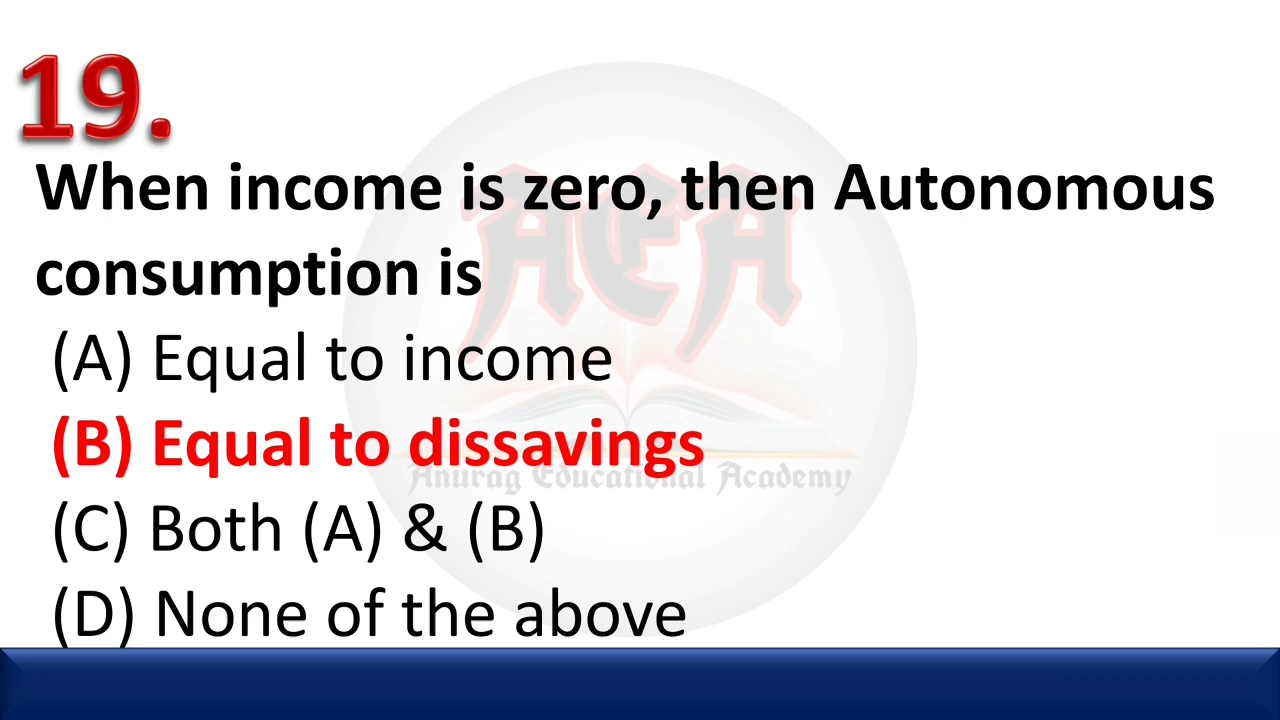 19.
When income is zero, then Autonomous
consumption is
(A) Equal to income
(B) Equal to dissavings
(C) Both (A) & (B)
(D) None of the above
AEA
Anurag Educational Academy